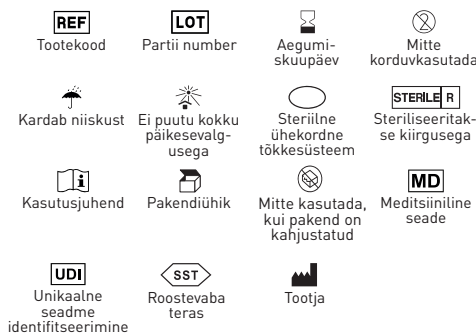 REF
LOT
Tootekood
Partii number
Aegumi-
skuupäev
Mitte
korduvkasutada
2
STERILE R
Kardab niiskust
Ei puutu kokku
päikesevalg-
usega
Steriilne
ühekordne
tõkkesüsteem
Steriliseeritak-
se kiirgusega
i
MD
Kasutusjuhend
Pakendiühik
Mitte kasutada,
kui pakend on
kahjustatud
Meditsiiniline
seade
UDI
SST
Unikaalne
seadme
identifitseerimine
Roostevaba
teras
Tootja